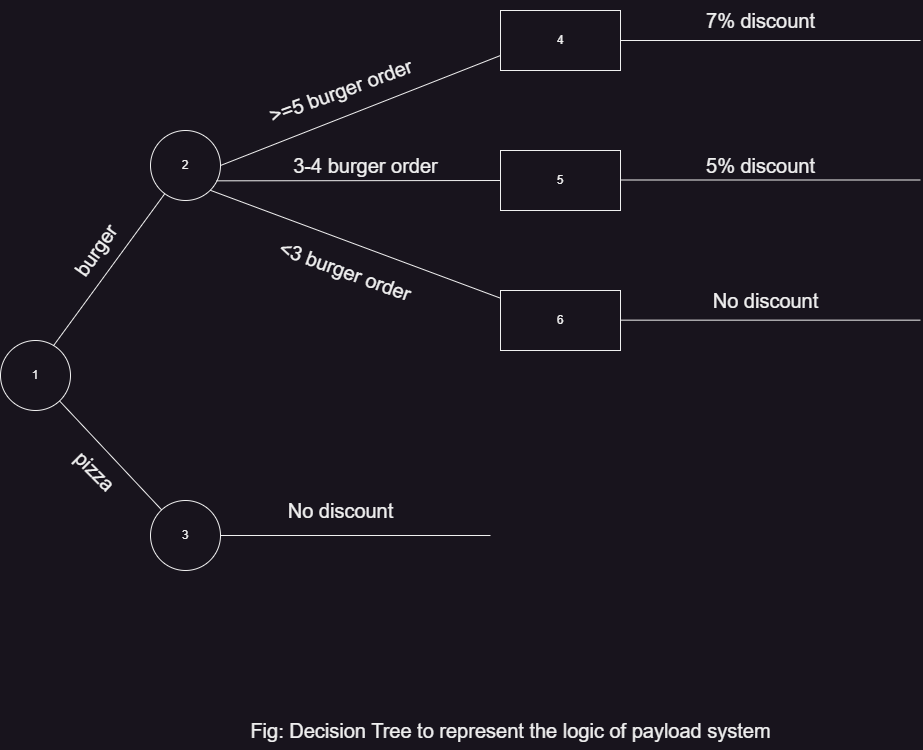 7% discount
4
>=5 burger order
2
3-4 burger order
5
5% discount
burger
<3 burger order
6
No discount
1
pizza
3
No discount
Fig: Decision Tree to represent the logic of payload system